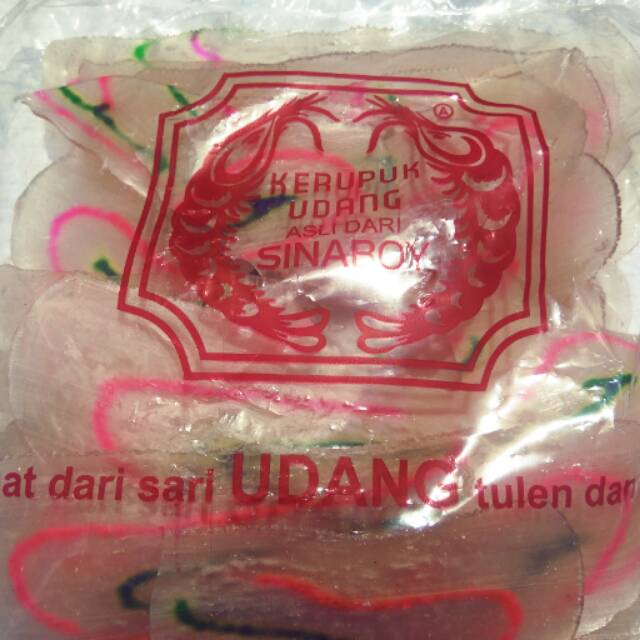 Ⓐ
KERUPUK
UDANG
ASLI DARI
SINAROY
at dari sari UDANG tulen dan